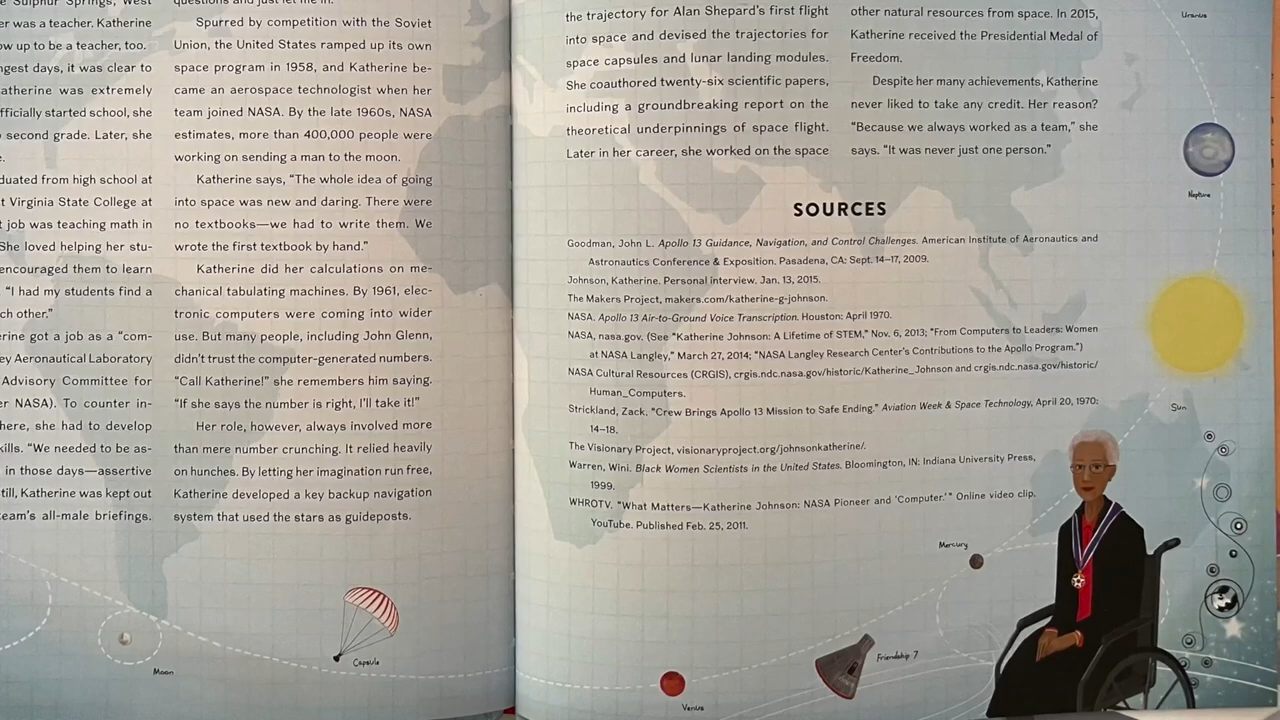 e Sulphur Springs, West
er was a teacher. Katherine
ow up to be a teacher, too.
ngest days, it was clear to
atherine was extremely
fficially started school, she
second grade. Later, she
e.
duated from high school at
t Virginia State College at
t job was teaching math in
She loved helping her stu-
encouraged them to learn
"I had my students find a
ch other."
erine got a job as a "com-
ey Aeronautical Laboratory
Advisory Committee for
er NASA). To counter in-
here, she had to develop
kills. "We needed to be as-
in those days—assertive
till, Katherine was kept out
team's all-male briefings.
questions and just let me in."
Spurred by competition with the Soviet
Union, the United States ramped up its own
space program in 1958, and Katherine be-
came an aerospace technologist when her
team joined NASA. By the late 1960s, NASA
estimates, more than 400,000 people were
working on sending a man to the moon.
Katherine says, "The whole idea of going
into space was new and daring. There were
no textbooks—we had to write them. We
wrote the first textbook by hand."
Katherine did her calculations on me-
chanical tabulating machines. By 1961, elec-
tronic computers were coming into wider
use. But many people, including John Glenn,
didn't trust the computer-generated numbers.
"Call Katherine!" she remembers him saying.
"If she says the number is right, I'll take it!"
Her role, however, always involved more
than mere number crunching. It relied heavily
on hunches. By letting her imagination run free,
Katherine developed a key backup navigation
system that used the stars as guideposts.
Moon
Capsule
the trajectory for Alan Shepard's first flight
into space and devised the trajectories for
space capsules and lunar landing modules.
She coauthored twenty-six scientific papers,
including a groundbreaking report on the
theoretical underpinnings of space flight.
Later in her career, she worked on the space
other natural resources from space. In 2015,
Katherine received the Presidential Medal of
Freedom.
Despite her many achievements, Katherine
never liked to take any credit. Her reason?
"Because we always worked as a team," she
says. "It was never just one person."
Uranus
Neptune
SOURCES
Goodman, John L. Apollo 13 Guidance, Navigation, and Control Challenges. American Institute of Aeronautics and
Astronautics Conference & Exposition. Pasadena, CA: Sept. 14–17, 2009.
Johnson, Katherine. Personal interview. Jan. 13, 2015.
The Makers Project, makers.com/katherine-g-johnson.
NASA. Apollo 13 Air-to-Ground Voice Transcription. Houston: April 1970.
NASA, nasa.gov. (See "Katherine Johnson: A Lifetime of STEM," Nov. 6, 2013; "From Computers to Leaders: Women
at NASA Langley," March 27, 2014; "NASA Langley Research Center's Contributions to the Apollo Program.")
NASA Cultural Resources (CRGIS), crgis.ndc.nasa.gov/historic/Katherine_Johnson and crgis.ndc.nasa.gov/historic/
Human_Computers.
Strickland, Zack. "Crew Brings Apollo 13 Mission to Safe Ending." Aviation Week & Space Technology, April 20, 1970:
14–18.
The Visionary Project, visionaryproject.org/johnsonkatherine/.
Warren, Wini. Black Women Scientists in the United States. Bloomington, IN: Indiana University Press,
1999.
WHROTV. "What Matters—Katherine Johnson: NASA Pioneer and 'Computer.'" Online video clip.
YouTube. Published Feb. 25, 2011.
Sun
Mercury
Friendship 7
Venus